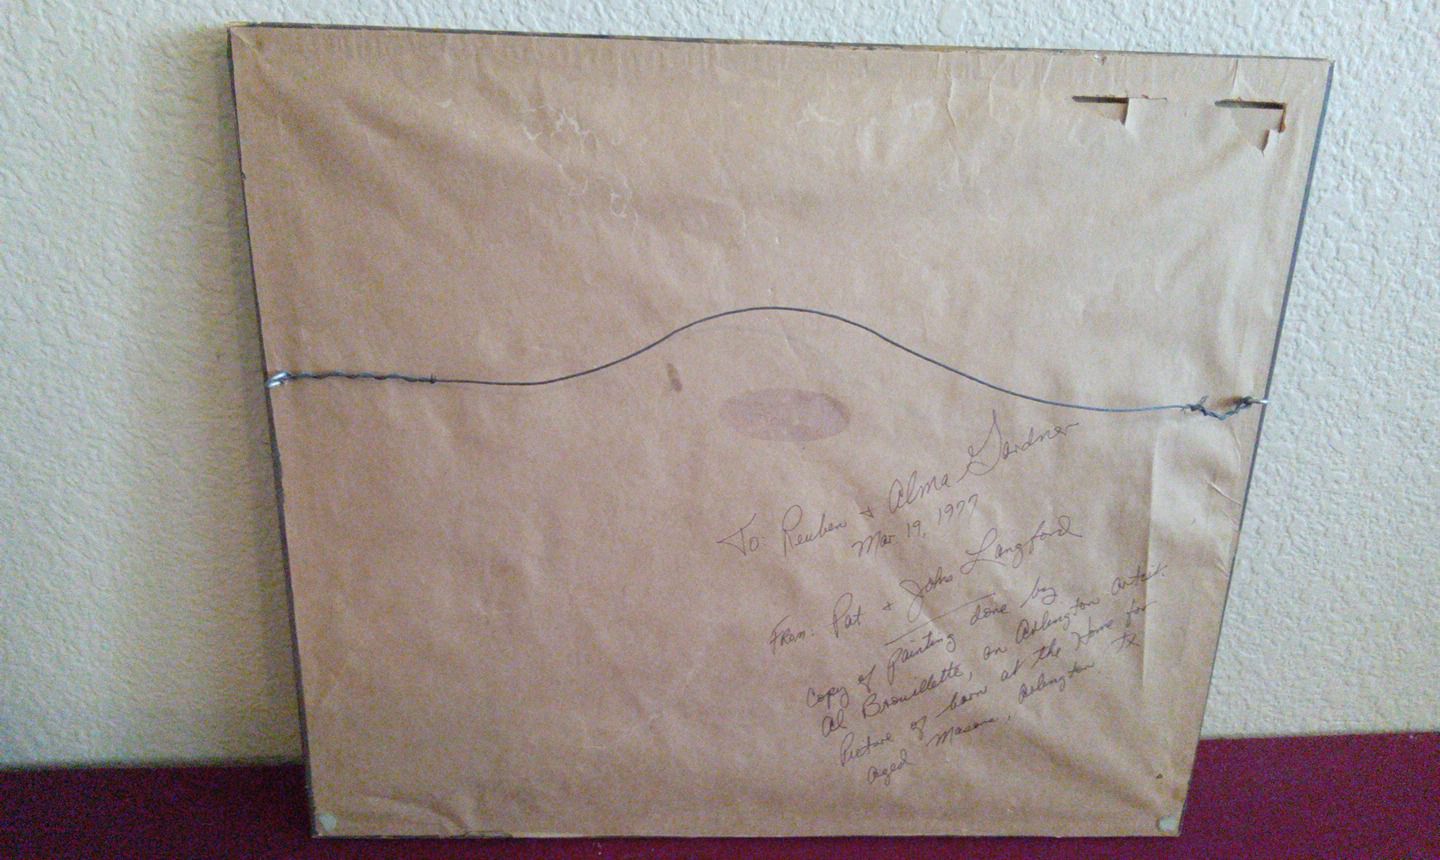 To: Reuben + Alma Gardner
Mar 19, 1977
From: Pat + John Langford
Copy of painting done by
Al Brouillette, an Arlington artist.
Picture of barn at the Home for
aged Masons, Arlington Tx